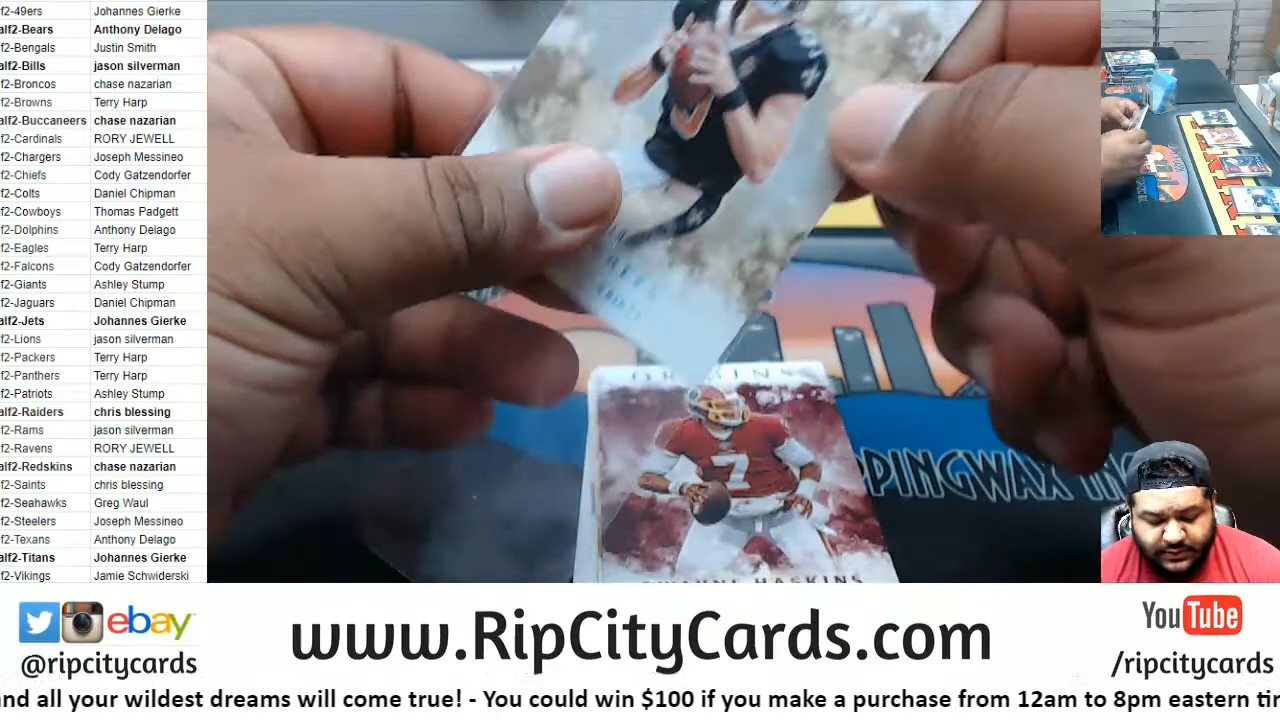 f2-49ers Johannes Gierke
alf2-Bears Anthony Delago
f2-Bengals Justin Smith
alf2-Bills jason silverman
f2-Broncos chase nazarian
f2-Browns Terry Harp
alf2-Buccaneers chase nazarian
f2-Cardinals RORY JEWELL
f2-Chargers Joseph Messineo
f2-Chiefs Cody Gatzendorfer
f2-Colts Daniel Chipman
f2-Cowboys Thomas Padgett
f2-Dolphins Anthony Delago
f2-Eagles Terry Harp
f2-Falcons Cody Gatzendorfer
f2-Giants Ashley Stump
f2-Jaguars Daniel Chipman
alf2-Jets Johannes Gierke
f2-Lions jason silverman
f2-Packers Terry Harp
f2-Panthers Terry Harp
f2-Patriots Ashley Stump
alf2-Raiders chris blessing
f2-Rams jason silverman
f2-Ravens RORY JEWELL
alf2-Redskins chase nazarian
f2-Saints chris blessing
f2-Seahawks Greg Waul
f2-Steelers Joseph Messineo
f2-Texans Anthony Delago
alf2-Titans Johannes Gierke
f2-Vikings Jamie Schwiderski
ORIGINS
7
DWAYNE HASKINS
PPINGWAX
ebay
@ripcitycards
www.RipCityCards.com
YouTube
/ripcitycards
and all your wildest dreams will come true! - You could win $100 if you make a purchase from 12am to 8pm eastern ti